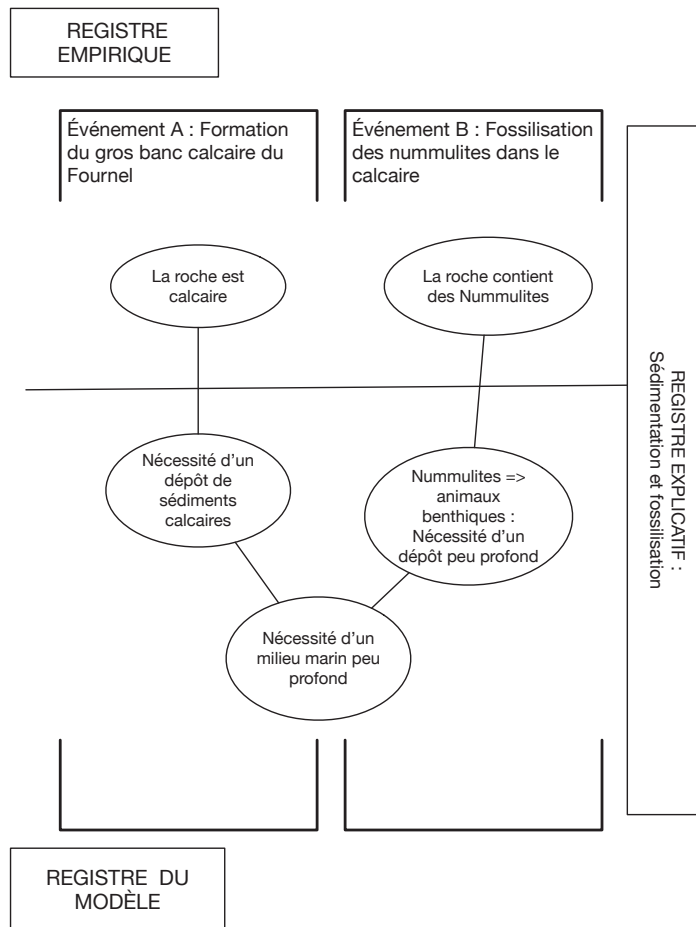 REGISTRE
EMPIRIQUE
Événement A : Formation
du gros banc calcaire du
Fournel
Événement B : Fossilisation
des nummulites dans le
calcaire
La roche est
calcaire
La roche contient
des Nummulites
REGISTRE EXPLICATIF :
Sédimentation et fossilisation
Nécessité d'un
dépôt de
sédiments
calcaires
Nummulites =>
animaux
benthiques :
Nécessité d'un
dépôt peu profond
Nécessité d'un
milieu marin peu
profond
REGISTRE DU
MODÈLE